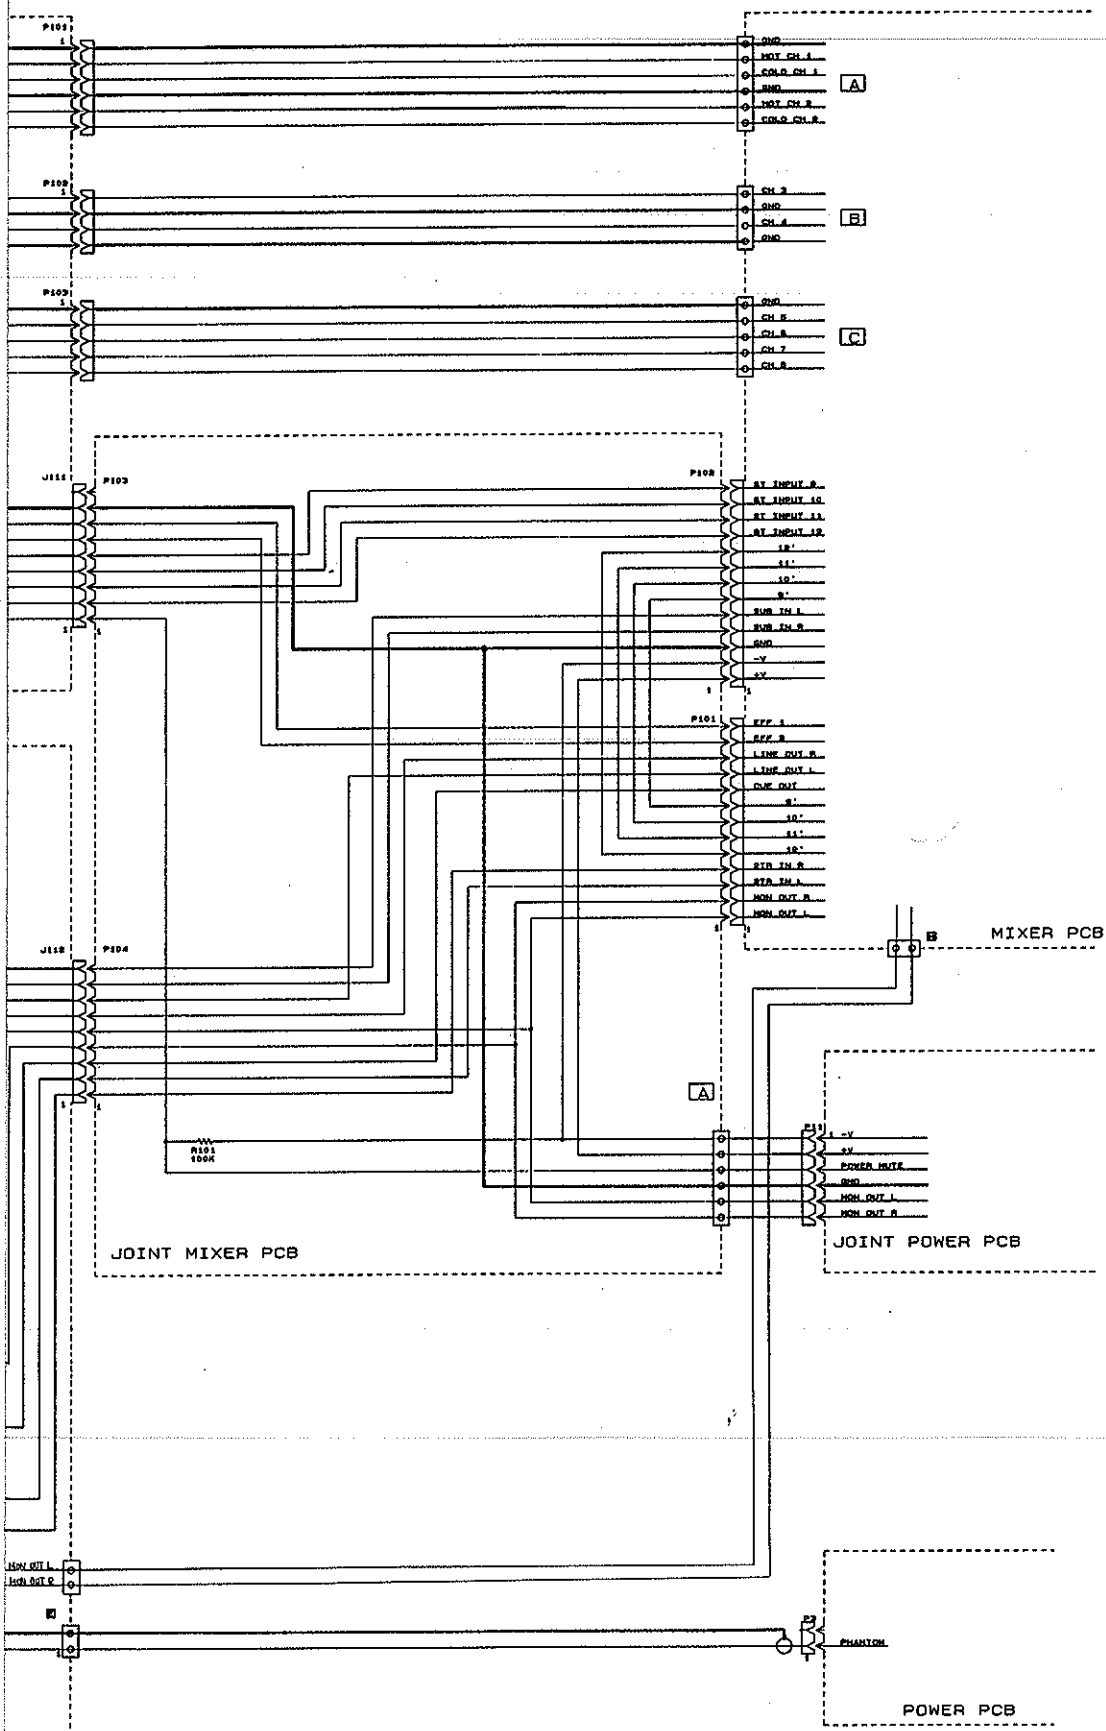 P101
1
GND
HOT CH 1
COLD CH 1
GND
HOT CH 2
COLD CH 2
A
P102
1
CH 3
GND
CH 4
GND
B
P103
1
GND
CH 5
CH 6
CH 7
CH 8
C
J111 P103
P102
ST INPUT 9
ST INPUT 10
ST INPUT 11
ST INPUT 12
12'
11'
10'
9'
SUB IN L
SUB IN R
GND
-V
+V
1 1
1 1
P101
EFF 1
EFF 2
LINE OUT R
LINE OUT L
CUE OUT
9'
10'
11'
12'
STR IN R
STR IN L
MON OUT R
MON OUT L
1 1
B
MIXER PCB
J112 P104
1 1
A
R101
100K
P11
1 -V
+V
POWER MUTE
GND
MON OUT L
MON OUT R
JOINT MIXER PCB
JOINT POWER PCB
MON OUT L
MON OUT R
1
P3
1
PHANTOM
POWER PCB